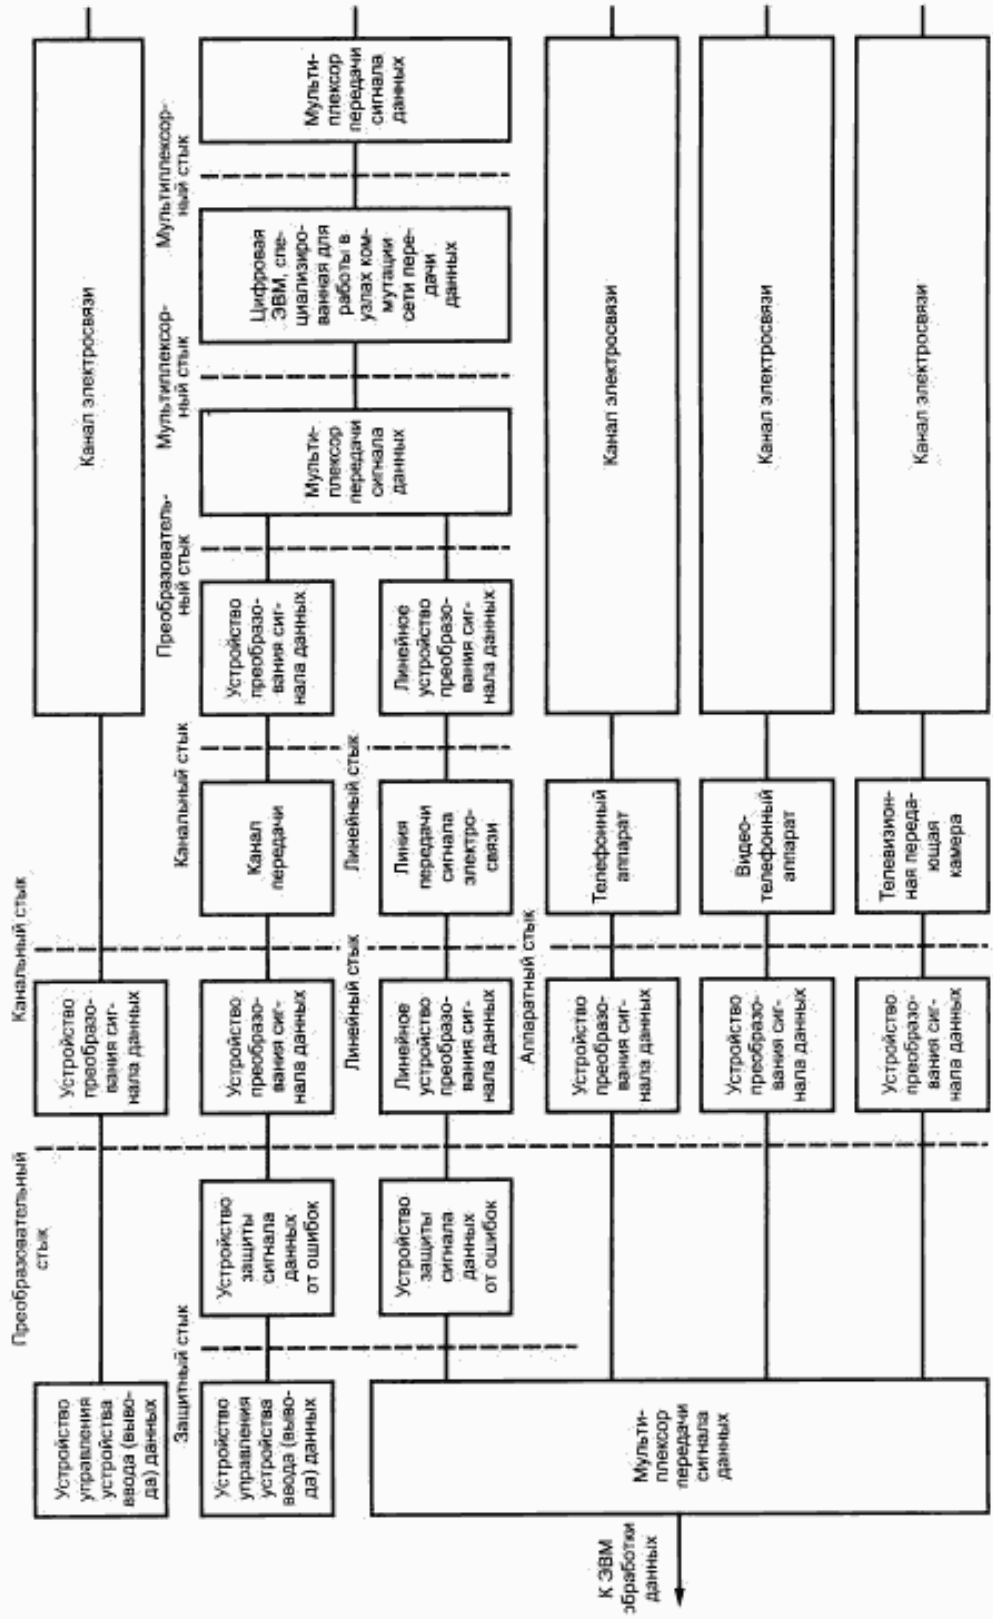 Преобразовательный
стык
Канальный стык
Устройство
управления
устройства
ввода (выво-
да) данных
Устройство
преобразо-
вания сиг-
нала данных
Канал электросвязи
Защитный стык
Канальный стык
Преобразователь-
ный стык
Мультиплексор-
ный стык
Мультиплексор-
ный стык
Устройство
управления
устройства
ввода (выво-
да) данных
Устройство
защиты
сигнала
данных
от ошибок
Устройство
преобразо-
вания сиг-
нала данных
Канал
передачи
Устройство
преобразо-
вания сиг-
нала данных
Мульти-
плексор
передачи
сигнала
данных
Цифровая
ЭВМ, спе-
циализиро-
ванная для
работы в
узлах ком-
мутации
сети пере-
дачи
данных
Мульти-
плексор
передачи
сигнала
данных
Линейный стык
Линейный стык
Устройство
защиты
сигнала
данных
от ошибок
Линейное
устройство
преобразо-
вания сиг-
нала данных
Линия
передачи
сигнала
электро-
связи
Линейное
устройство
преобразо-
вания сиг-
нала данных
Аппаратный стык
К ЭВМ
обработки
данных
Мульти-
плексор
передачи
сигнала
данных
Устройство
преобразо-
вания сиг-
нала данных
Телефонный
аппарат
Канал электросвязи
Устройство
преобразо-
вания сиг-
нала данных
Видео-
телефонный
аппарат
Канал электросвязи
Устройство
преобразо-
вания сиг-
нала данных
Телевизион-
ная переда-
ющая
камера
Канал электросвязи